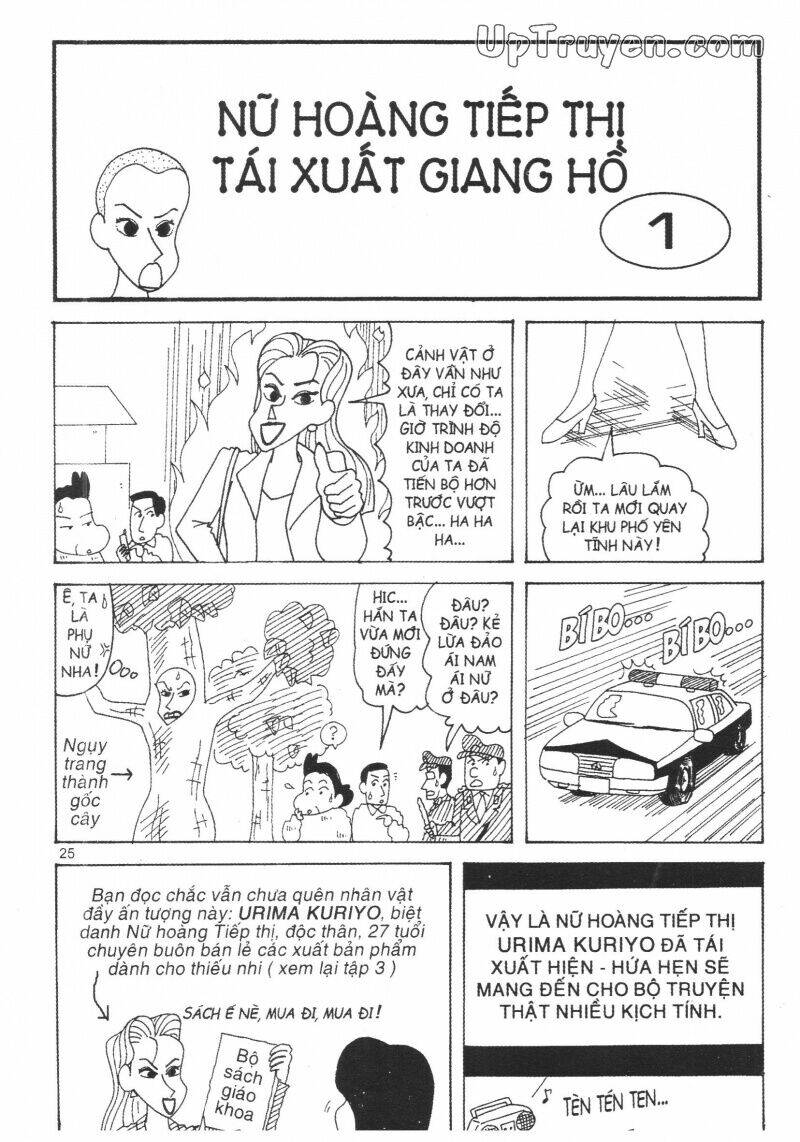 UpTruyen.com
NỮ HOÀNG TIẾP THỊ
TÁI XUẤT GIANG HỒ
1
ỪM... LÂU LẮM
RỒI TA MỚI QUAY
LẠI KHU PHỐ YÊN
TĨNH NÀY!
CẢNH VẬT Ở
ĐÂY VẪN NHƯ
XƯA, CHỈ CÓ TA
LÀ THAY ĐỔI...
GIỜ TRÌNH ĐỘ
KINH DOANH
CỦA TA ĐÃ
TIẾN BỘ HƠN
TRƯỚC VƯỢT
BẬC... HA HA
HA...
BÍ BO...
BÍ BO...
ĐÂU?
ĐÂU? KẺ
LỪA ĐẢO
ÁI NAM
ÁI NỮ
Ở ĐÂU?
HIC...
HẮN TA
VỪA MỚI
ĐỨNG
ĐẤY
MÀ?
?
Ê, TA
LÀ
PHỤ
NỮ
NHA!
Ngụy
trang
thành
gốc
cây
25
VẬY LÀ NỮ HOÀNG TIẾP THỊ
URIMA KURIYO ĐÃ TÁI
XUẤT HIỆN - HỨA HẸN SẼ
MANG ĐẾN CHO BỘ TRUYỆN
THẬT NHIỀU KỊCH TÍNH.
TÈN TÉN TEN...
Bạn đọc chắc vẫn chưa quên nhân vật
đầy ấn tượng này: URIMA KURIYO, biệt
danh Nữ hoàng Tiếp thị, độc thân, 27 tuổi
chuyên buôn bán lẻ các xuất bản phẩm
dành cho thiếu nhi ( xem lại tập 3 )
SÁCH Ế NÈ, MUA ĐI, MUA ĐI!
Bộ
sách
giáo
khoa